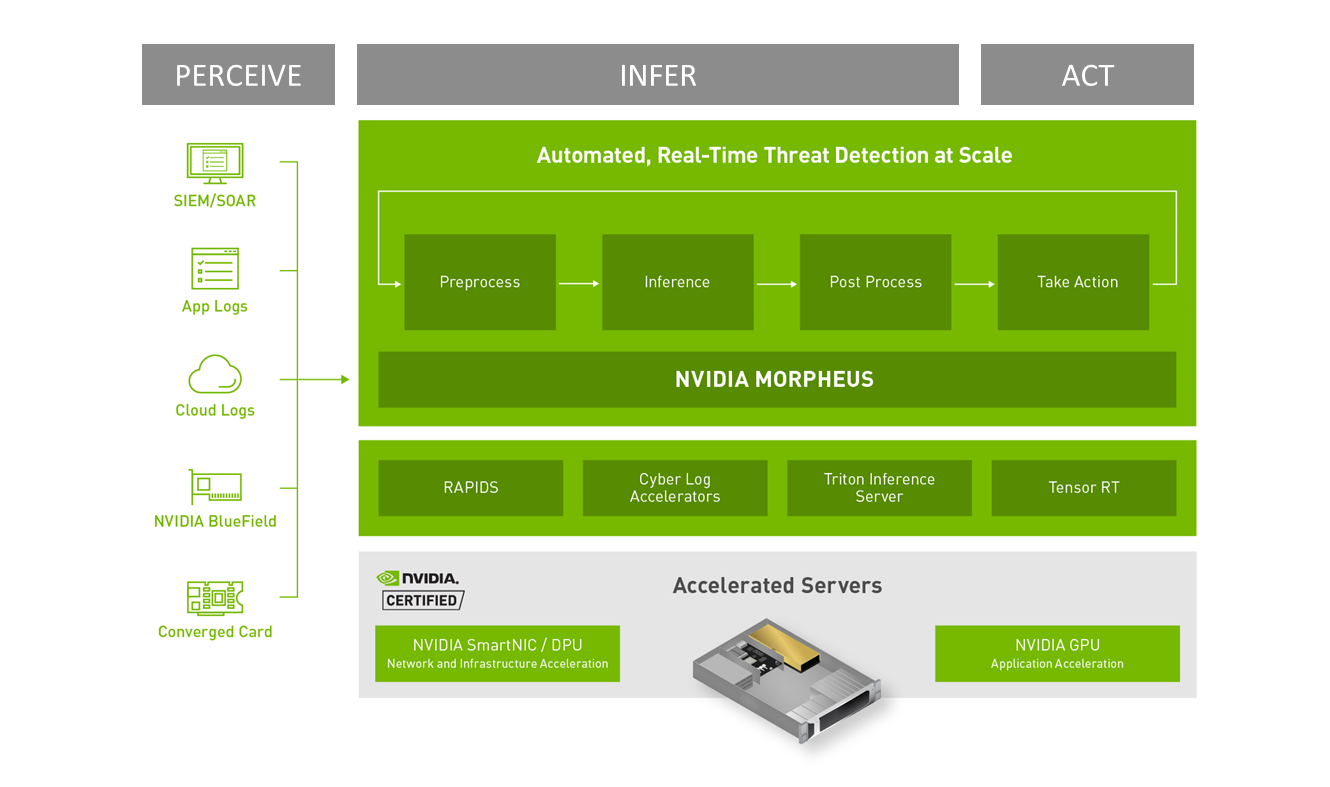 PERCEIVE
INFER
ACT
SIEM/SOAR
App Logs
Cloud Logs
NVIDIA BlueField
Converged Card
Automated, Real-Time Threat Detection at Scale
Preprocess
Inference
Post Process
Take Action
NVIDIA MORPHEUS
RAPIDS
Cyber Log
Accelerators
Triton Inference
Server
Tensor RT
NVIDIA.
CERTIFIED
Accelerated Servers
NVIDIA SmartNIC / DPU
Network and Infrastructure Acceleration
NVIDIA GPU
Application Acceleration